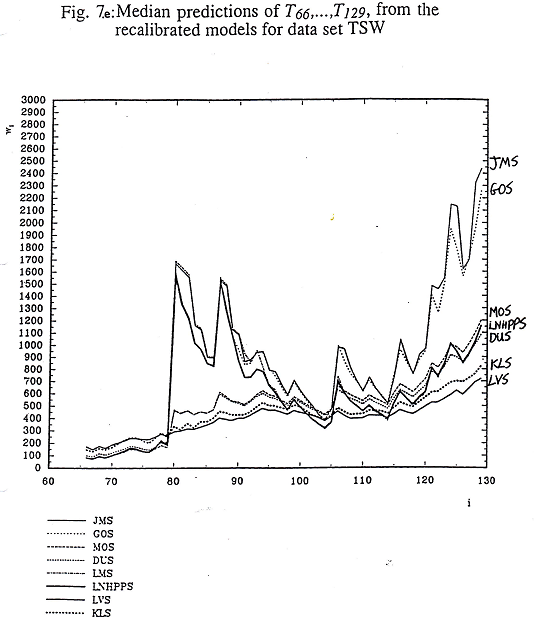 Fig. 7.e:Median predictions of T66,...,T129, from the
recalibrated models for data set TSW
3000
2900
2800
2700
2600
2500
2400
2300
2200
2100
2000
1900
1800
1700
1600
1500
1400
1300
1200
1100
1000
900
800
700
600
500
400
300
200
100
0
JMS
GOS
MOS
LNHPPS
DUS
KLS
LVS
60 70 80 90 100 110 120 130
i
JMS
GOS
MOS
DUS
LMS
LNHPPS
LVS
KLS